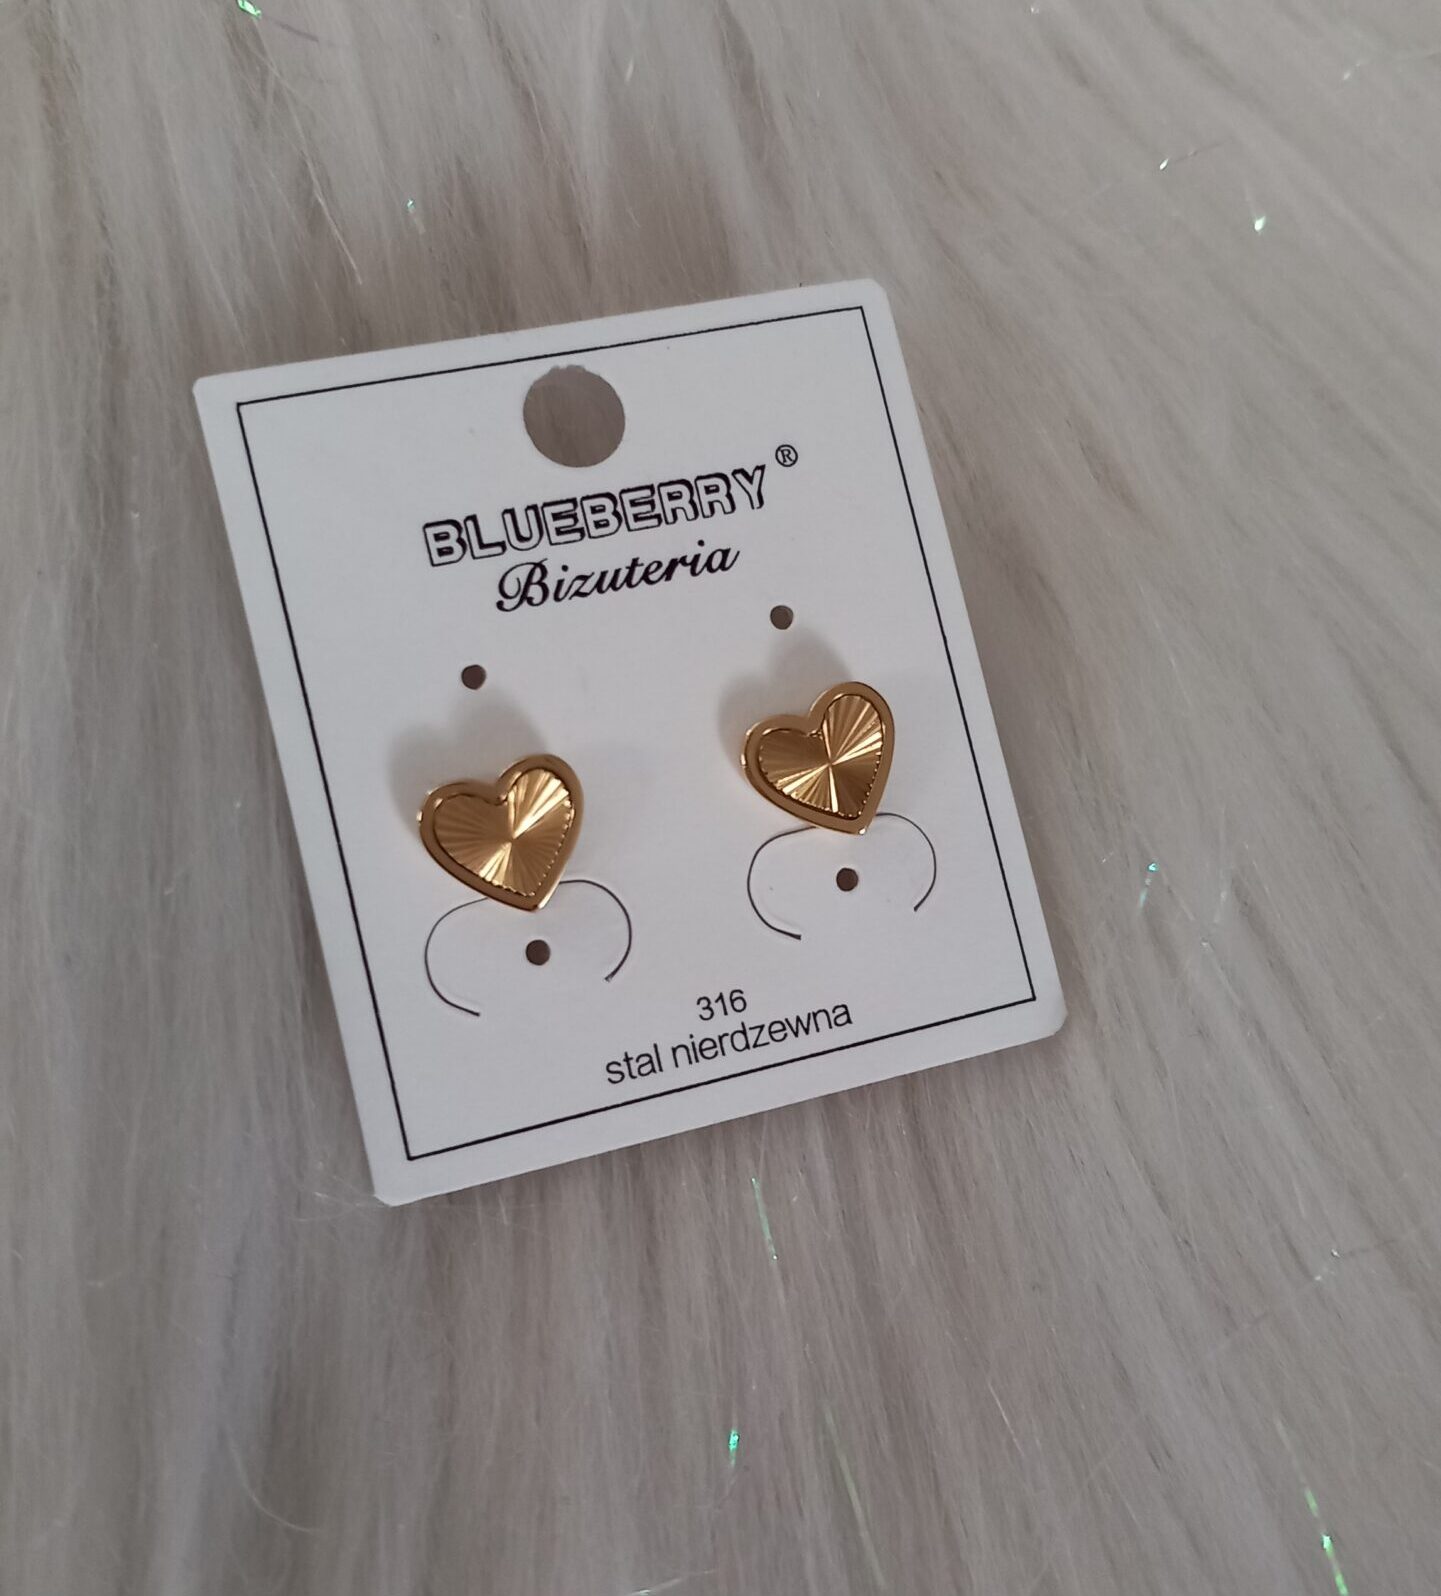 BLUEBERRY®
Bizuteria
316
stal nierdzewna